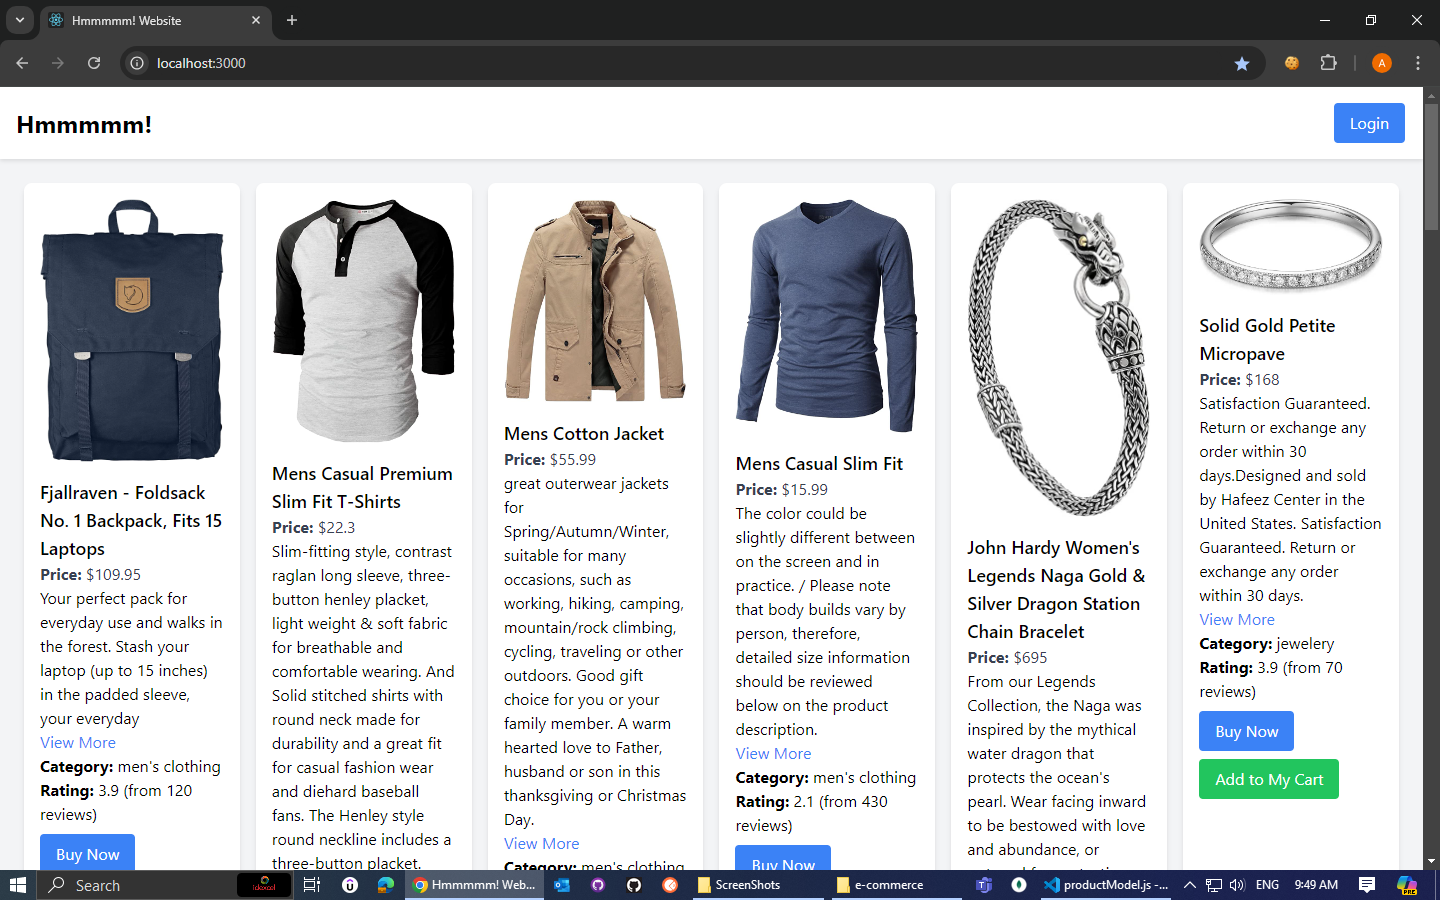 Hmmmmm! Website
localhost:3000
A
Hmmmmm!
Login
Fjallraven - Foldsack
No. 1 Backpack, Fits 15
Laptops
Price: $109.95
Your perfect pack for
everyday use and walks in
the forest. Stash your
laptop (up to 15 inches)
in the padded sleeve,
your everyday
View More
Category: men's clothing
Rating: 3.9 (from 120
reviews)
Buy Now
Mens Casual Premium
Slim Fit T-Shirts
Price: $22.3
Slim-fitting style, contrast
raglan long sleeve, three-
button henley placket,
light weight & soft fabric
for breathable and
comfortable wearing. And
Solid stitched shirts with
round neck made for
durability and a great fit
for casual fashion wear
and diehard baseball
fans. The Henley style
round neckline includes a
three-button placket.
Mens Cotton Jacket
Price: $55.99
great outerwear jackets
for
Spring/Autumn/Winter,
suitable for many
occasions, such as
working, hiking, camping,
mountain/rock climbing,
cycling, traveling or other
outdoors. Good gift
choice for you or your
family member. A warm
hearted love to Father,
husband or son in this
thanksgiving or Christmas
Day.
View More
Category: men's clothing
Mens Casual Slim Fit
Price: $15.99
The color could be
slightly different between
on the screen and in
practice. / Please note
that body builds vary by
person, therefore,
detailed size information
should be reviewed
below on the product
description.
View More
Category: men's clothing
Rating: 2.1 (from 430
reviews)
Buy Now
John Hardy Women's
Legends Naga Gold &
Silver Dragon Station
Chain Bracelet
Price: $695
From our Legends
Collection, the Naga was
inspired by the mythical
water dragon that
protects the ocean's
pearl. Wear facing inward
to be bestowed with love
and abundance, or
Solid Gold Petite
Micropave
Price: $168
Satisfaction Guaranteed.
Return or exchange any
order within 30
days.Designed and sold
by Hafeez Center in the
United States. Satisfaction
Guaranteed. Return or
exchange any order
within 30 days.
View More
Category: jewelery
Rating: 3.9 (from 70
reviews)
Buy Now
Add to My Cart
Search
idexcel
Hmmmmm! Web...
ScreenShots
e-commerce
productModel.js -...
ENG
9:49 AM
PRE